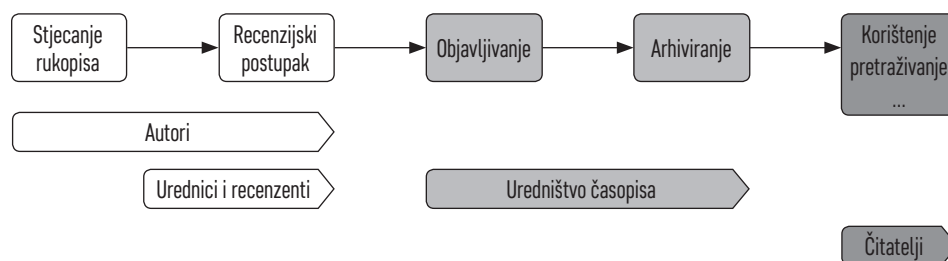 Stjecanje
rukopisa
Recenzijski
postupak
Objavljivanje
Arhiviranje
Korištenje
pretraživanje
...
Autori
Urednici i recenzenti
Uredništvo časopisa
Čitatelji